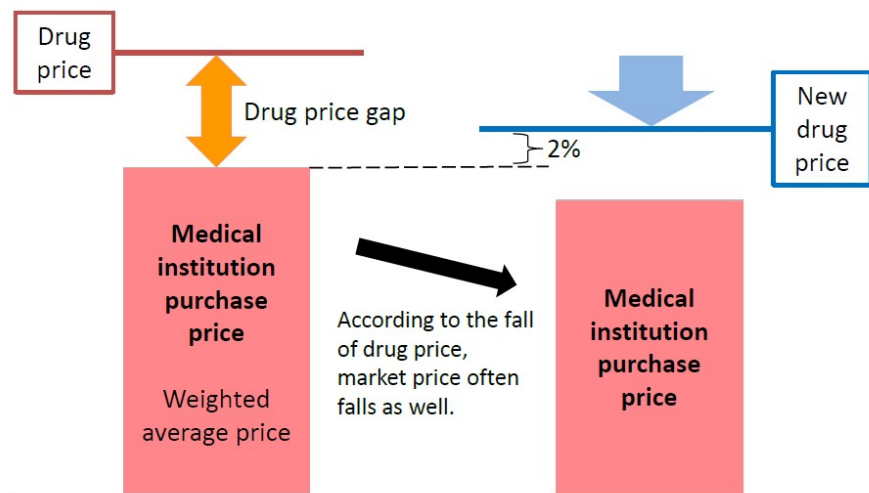 Drug
price
Drug price gap
New
drug
price
2%
Medical
institution
purchase
price
Weighted
average price
According to the fall
of drug price,
market price often
falls as well.
Medical
institution
purchase
price